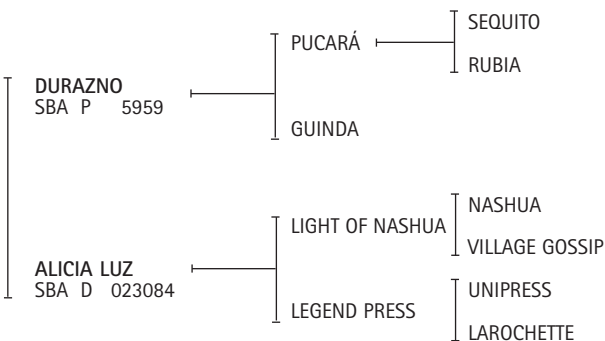 SEQUITO
PUCARÁ
RUBIA
DURAZNO
SBA P 5959
GUINDA
NASHUA
LIGHT OF NASHUA
VILLAGE GOSSIP
ALICIA LUZ
SBA D 023084
UNIPRESS
LEGEND PRESS
LAROCHETTE